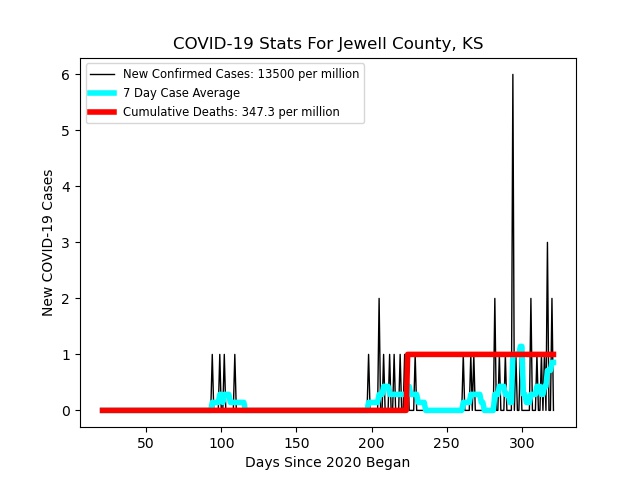 COVID-19 Stats For Jewell County, KS
New Confirmed Cases: 13500 per million
7 Day Case Average
Cumulative Deaths: 347.3 per million
New COVID-19 Cases
6
5
4
3
2
1
0
50 100 150 200 250 300
Days Since 2020 Began